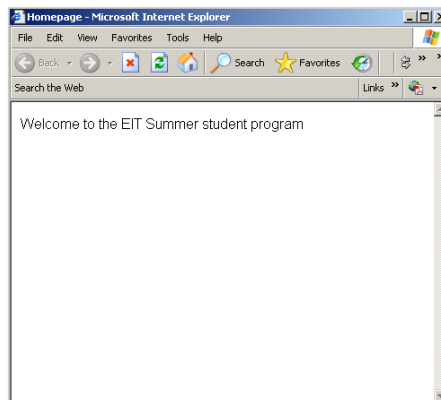 Homepage - Microsoft Internet Explorer
File Edit View Favorites Tools Help
Back Search Favorites
Search the Web Links
Welcome to the EIT Summer student program